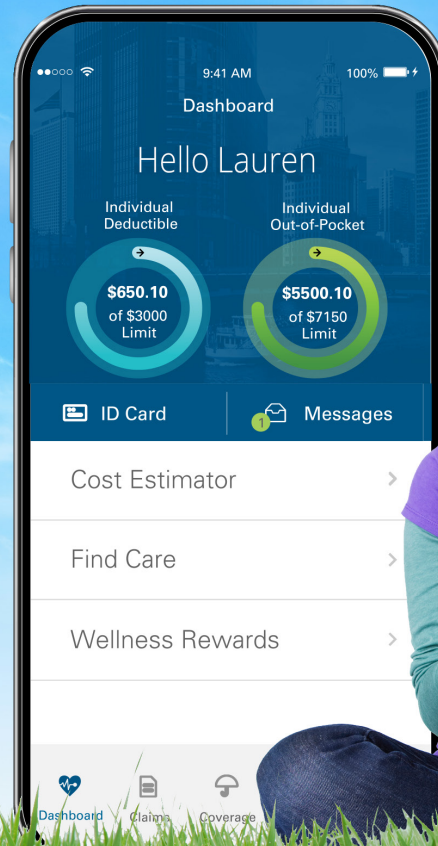 9:41 AM
100%
Dashboard
Hello Lauren
Individual
Deductible
$650.10
of $3000
Limit
Individual
Out-of-Pocket
$5500.10
of $7150
Limit
ID Card
1
Messages
Cost Estimator
Find Care
Wellness Rewards
Dashboard
Claims
Coverage